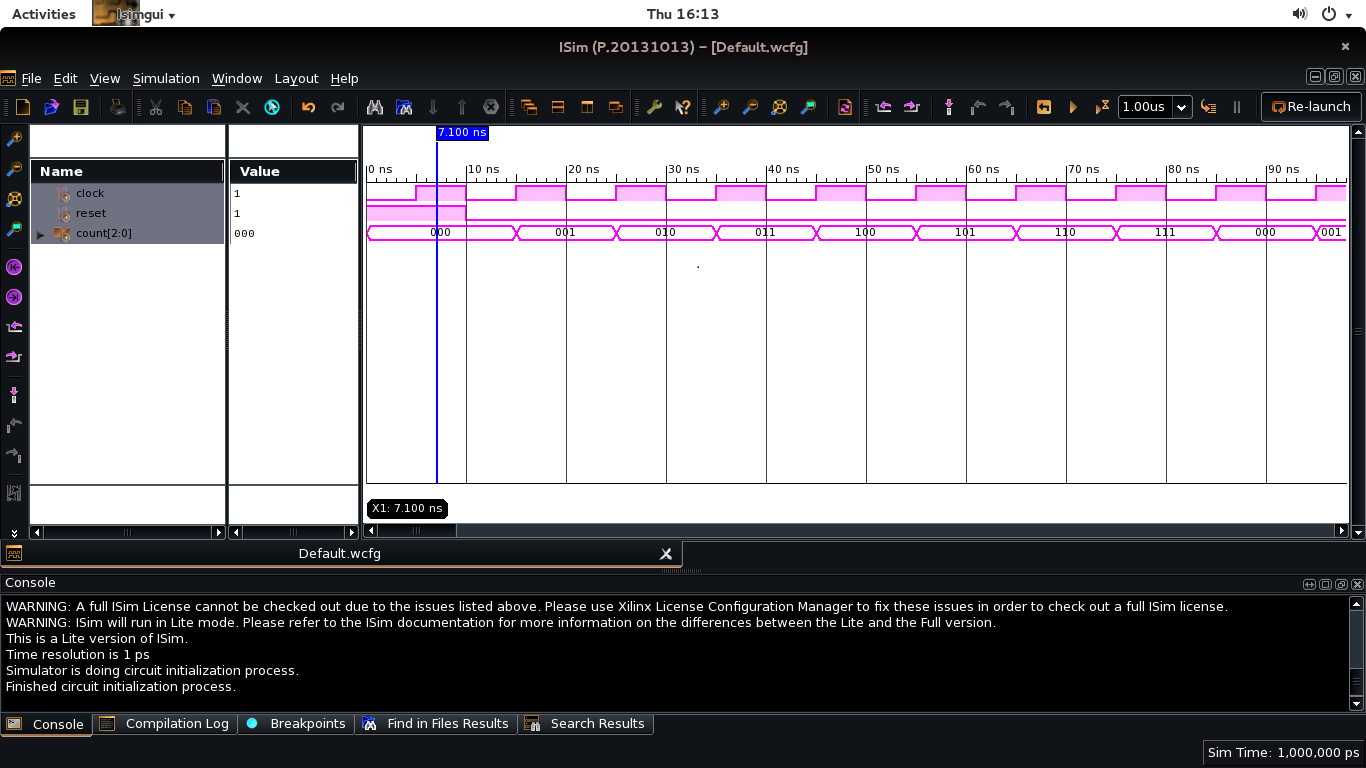 Activities Isimgui Thu 16:13
ISim (P.20131013) – [Default.wcfg]
File Edit View Simulation Window Layout Help
1.00us Re-launch
7.100 ns
Name Value
0 ns 10 ns 20 ns 30 ns 40 ns 50 ns 60 ns 70 ns 80 ns 90 ns
clock 1
reset 1
count[2:0] 000 000 001 010 011 100 101 110 111 000 001
X1: 7.100 ns
Default.wcfg
Console
WARNING: A full ISim License cannot be checked out due to the issues listed above. Please use Xilinx License Configuration Manager to fix these issues in order to check out a full ISim license.
WARNING: ISim will run in Lite mode. Please refer to the ISim documentation for more information on the differences between the Lite and the Full version.
This is a Lite version of ISim.
Time resolution is 1 ps
Simulator is doing circuit initialization process.
Finished circuit initialization process.
Console Compilation Log Breakpoints Find in Files Results Search Results
Sim Time: 1,000,000 ps